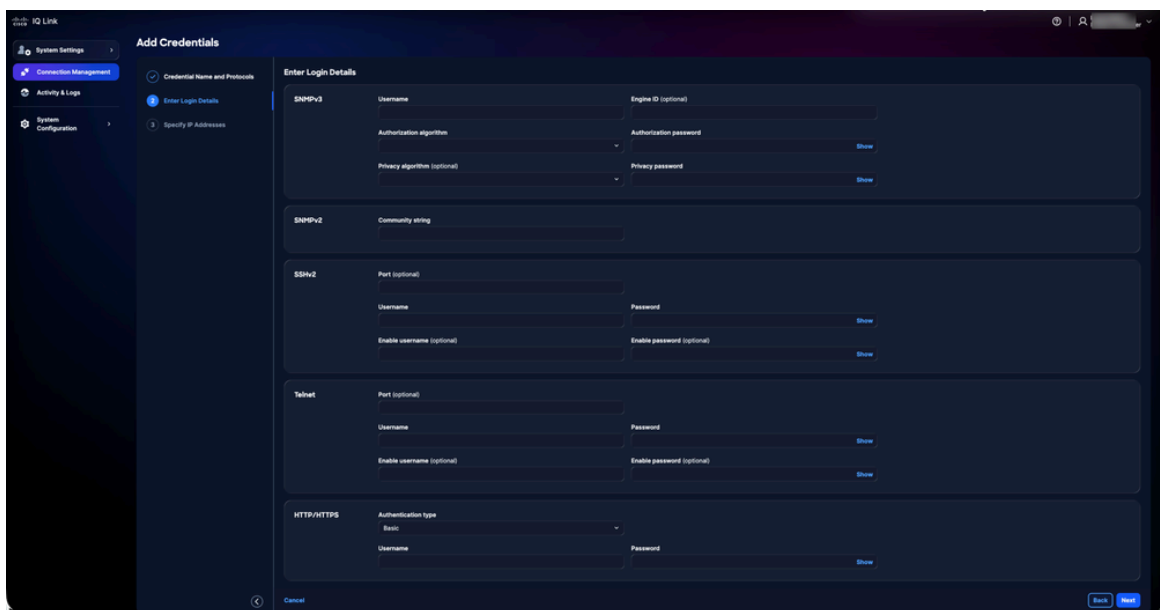 CISCO IQ Link
System Settings
Connection Management
Activity & Logs
System
Configuration
Add Credentials
Credential Name and Protocols
2 Enter Login Details
3 Specify IP Addresses
Enter Login Details
SNMPv3
Username Engine ID (optional)
Authorization algorithm Authorization password
Show
Privacy algorithm (optional) Privacy password
Show
SNMPv2
Community string
SSHv2
Port (optional)
Username Password
Show
Enable username (optional) Enable password (optional)
Show
Telnet
Port (optional)
Username Password
Show
Enable username (optional) Enable password (optional)
Show
HTTP/HTTPS
Authentication type
Basic
Username Password
Show
Cancel Back Next